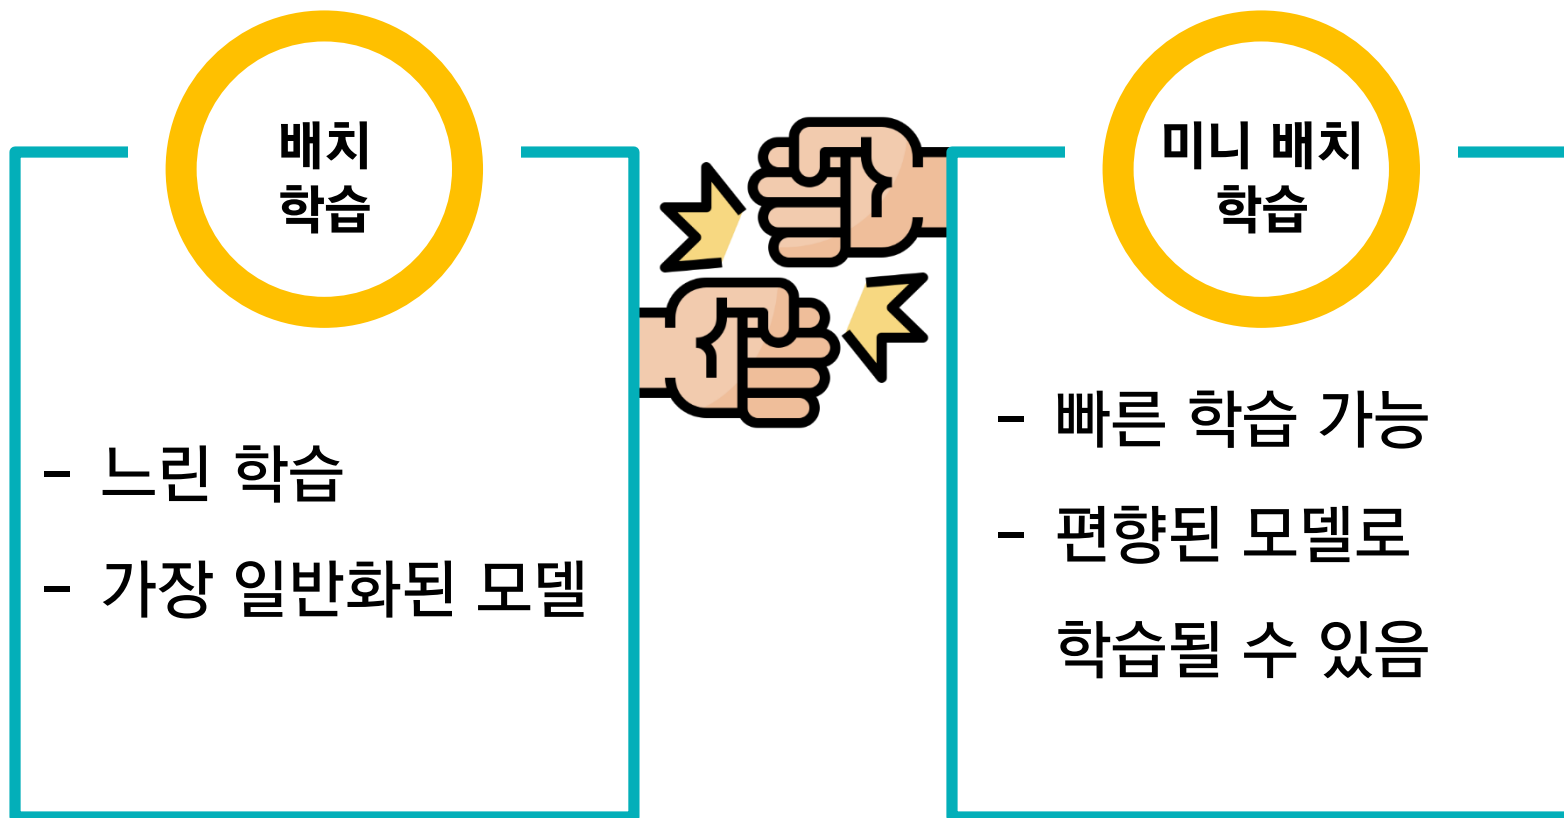 배치
학습
- 느린 학습
- 가장 일반화된 모델
미니 배치
학습
- 빠른 학습 가능
- 편향된 모델로
학습될 수 있음